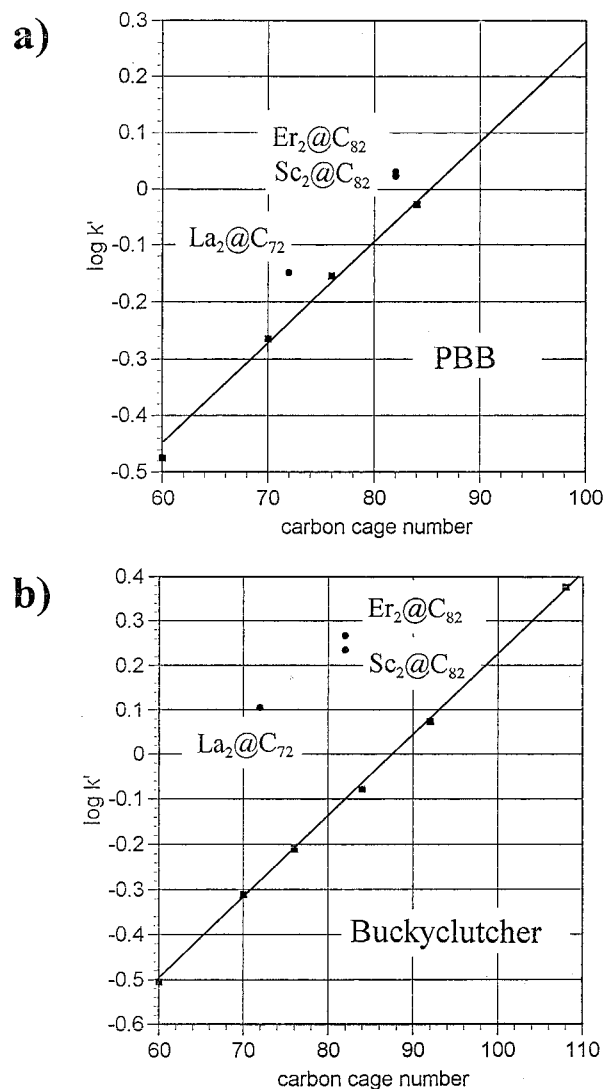 a)
0.3
0.2
0.1
0
-0.1
-0.2
-0.3
-0.4
-0.5
log k'
Er₂@C₈₂
Sc₂@C₈₂
La₂@C₇₂
PBB
60 70 80 90 100
carbon cage number
b)
0.4
0.3
0.2
0.1
0
-0.1
-0.2
-0.3
-0.4
-0.5
-0.6
log k'
Er₂@C₈₂
Sc₂@C₈₂
La₂@C₇₂
Buckyclutcher
60 70 80 90 100 110
carbon cage number